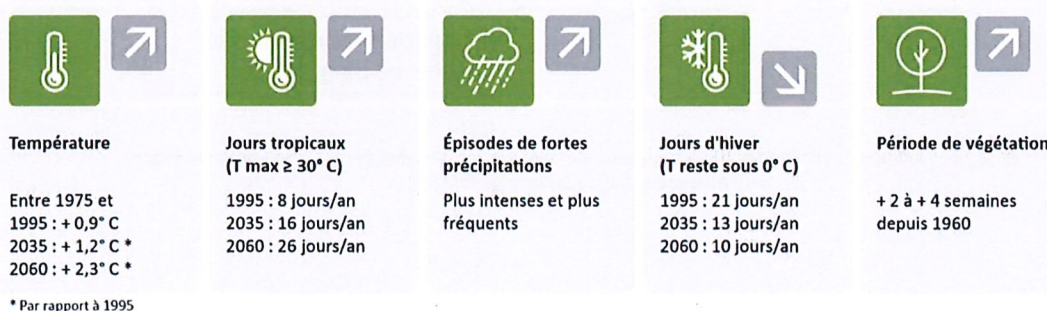 Température
Entre 1975 et
1995 : + 0,9° C
2035 : + 1,2° C *
2060 : + 2,3° C *
* Par rapport à 1995
Jours tropicaux
(T max ≥ 30° C)
1995 : 8 jours/an
2035 : 16 jours/an
2060 : 26 jours/an
Épisodes de fortes
précipitations
Plus intenses et plus
fréquents
Jours d'hiver
(T reste sous 0° C)
1995 : 21 jours/an
2035 : 13 jours/an
2060 : 10 jours/an
Période de végétation
+ 2 à + 4 semaines
depuis 1960